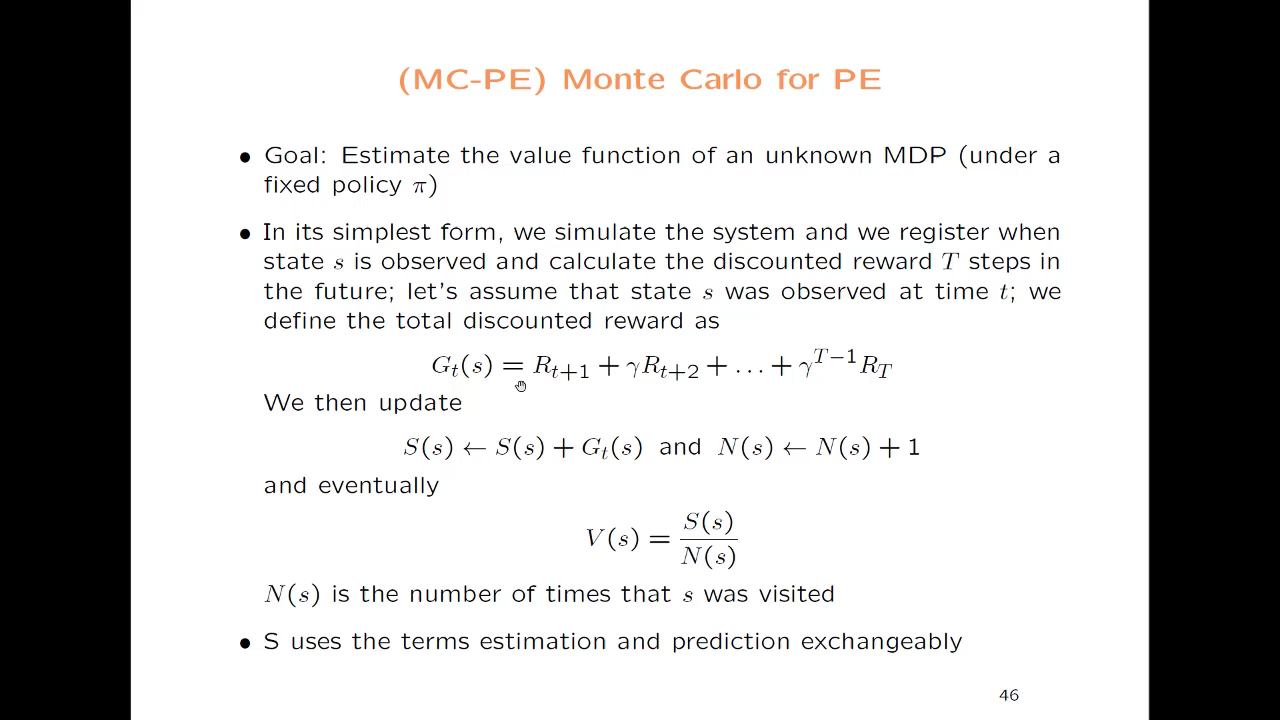 (MC-PE) Monte Carlo for PE
• Goal: Estimate the value function of an unknown MDP (under a
fixed policy π)
• In its simplest form, we simulate the system and we register when
state s is observed and calculate the discounted reward T steps in
the future; let's assume that state s was observed at time t; we
define the total discounted reward as
G_t(s) = R_{t+1} + γR_{t+2} + … + γ^{T−1}R_T
We then update
S(s) ← S(s) + G_t(s) and N(s) ← N(s) + 1
and eventually
V(s) = S(s)/N(s)
N(s) is the number of times that s was visited
• S uses the terms estimation and prediction exchangeably
46